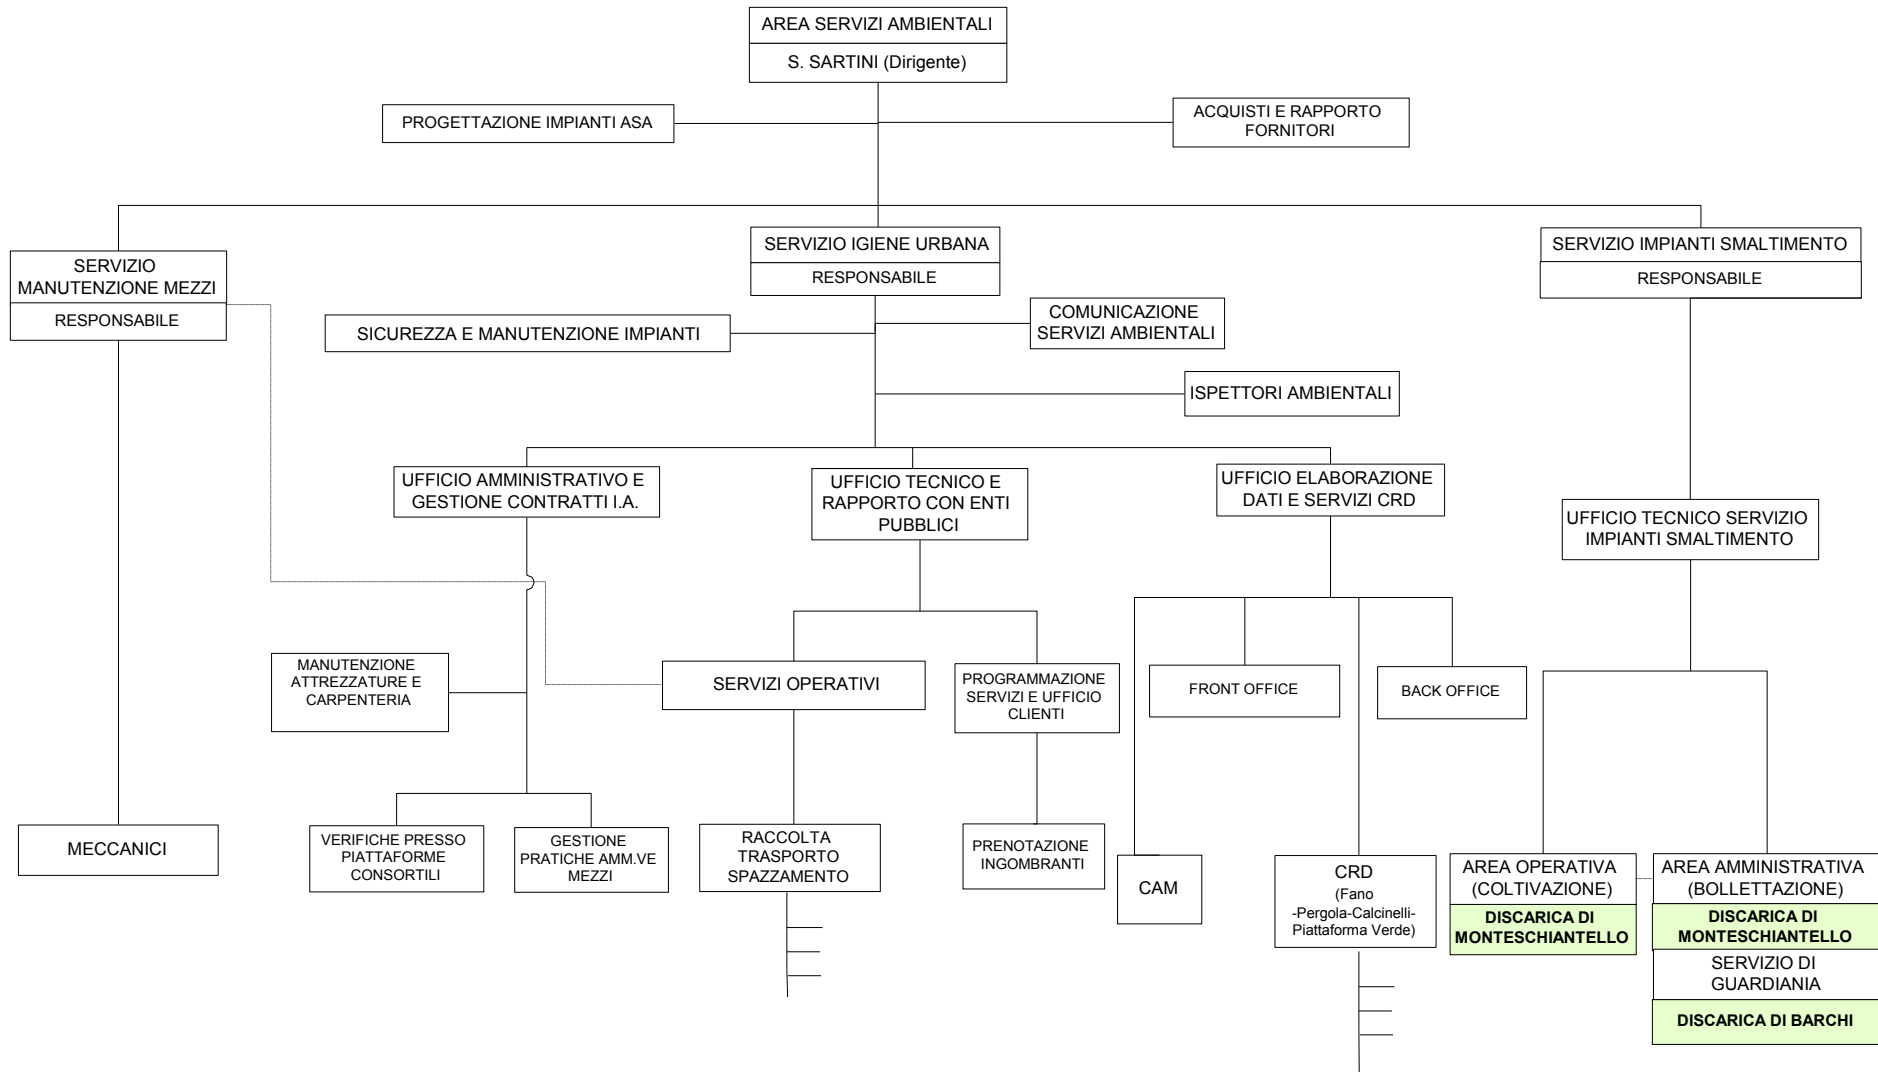 AREA SERVIZI AMBIENTALI
S. SARTINI (Dirigente)
PROGETTAZIONE IMPIANTI ASA
ACQUISTI E RAPPORTO
FORNITORI
SERVIZIO
MANUTENZIONE MEZZI
RESPONSABILE
SERVIZIO IGIENE URBANA
RESPONSABILE
SERVIZIO IMPIANTI SMALTIMENTO
RESPONSABILE
SICUREZZA E MANUTENZIONE IMPIANTI
COMUNICAZIONE
SERVIZI AMBIENTALI
ISPETTORI AMBIENTALI
UFFICIO AMMINISTRATIVO E
GESTIONE CONTRATTI I.A.
UFFICIO TECNICO E
RAPPORTO CON ENTI
PUBBLICI
UFFICIO ELABORAZIONE
DATI E SERVIZI CRD
UFFICIO TECNICO SERVIZIO
IMPIANTI SMALTIMENTO
MANUTENZIONE
ATTREZZATURE E
CARPENTERIA
SERVIZI OPERATIVI
PROGRAMMAZIONE
SERVIZI E UFFICIO
CLIENTI
FRONT OFFICE
BACK OFFICE
MECCANICI
VERIFICHE PRESSO
PIATTAFORME
CONSORTILI
GESTIONE
PRATICHE AMM.VE
MEZZI
RACCOLTA
TRASPORTO
SPAZZAMENTO
PRENOTAZIONE
INGOMBRANTI
CAM
CRD
(Fano
-Pergola-Calcinelli-
Piattaforma Verde)
AREA OPERATIVA
(COLTIVAZIONE)
DISCARICA DI
MONTESCHIANTELLO
AREA AMMINISTRATIVA
(BOLLETTAZIONE)
DISCARICA DI
MONTESCHIANTELLO
SERVIZIO DI
GUARDIANIA
DISCARICA DI BARCHI